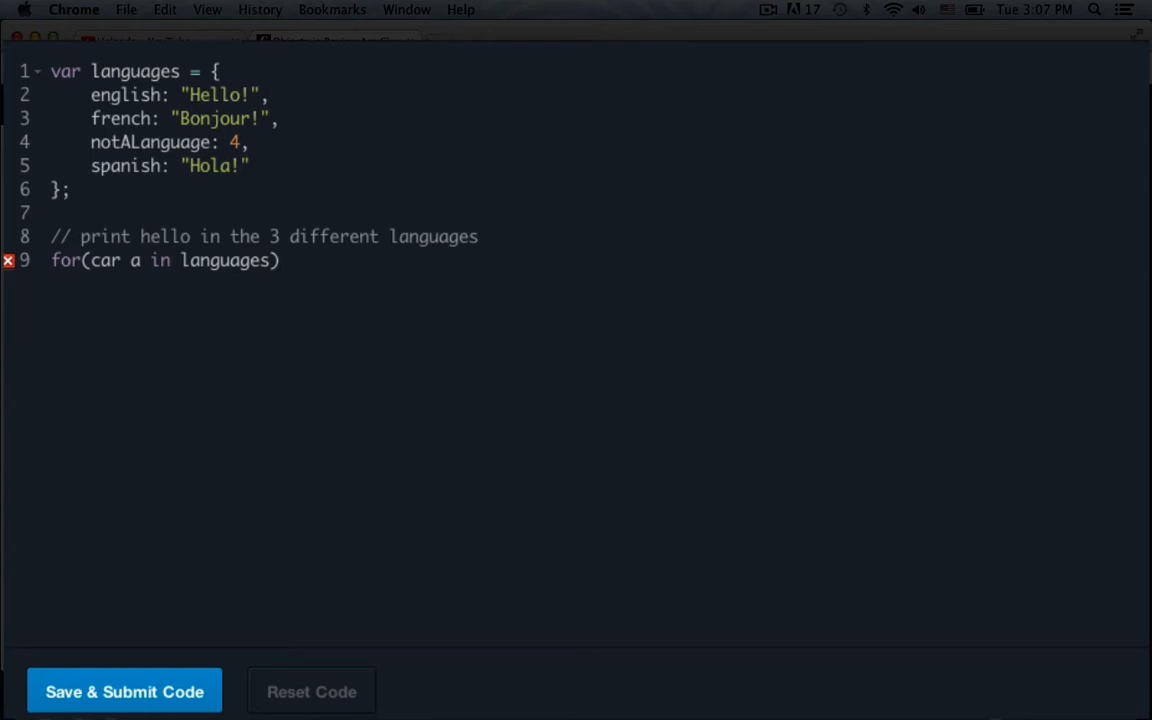 Chrome File Edit View History Bookmarks Window Help 17 Tue 3:07 PM
1 var languages = {
2 english: "Hello!",
3 french: "Bonjour!",
4 notALanguage: 4,
5 spanish: "Hola!"
6 };
7
8 // print hello in the 3 different languages
9 for(car a in languages)
Save & Submit Code Reset Code